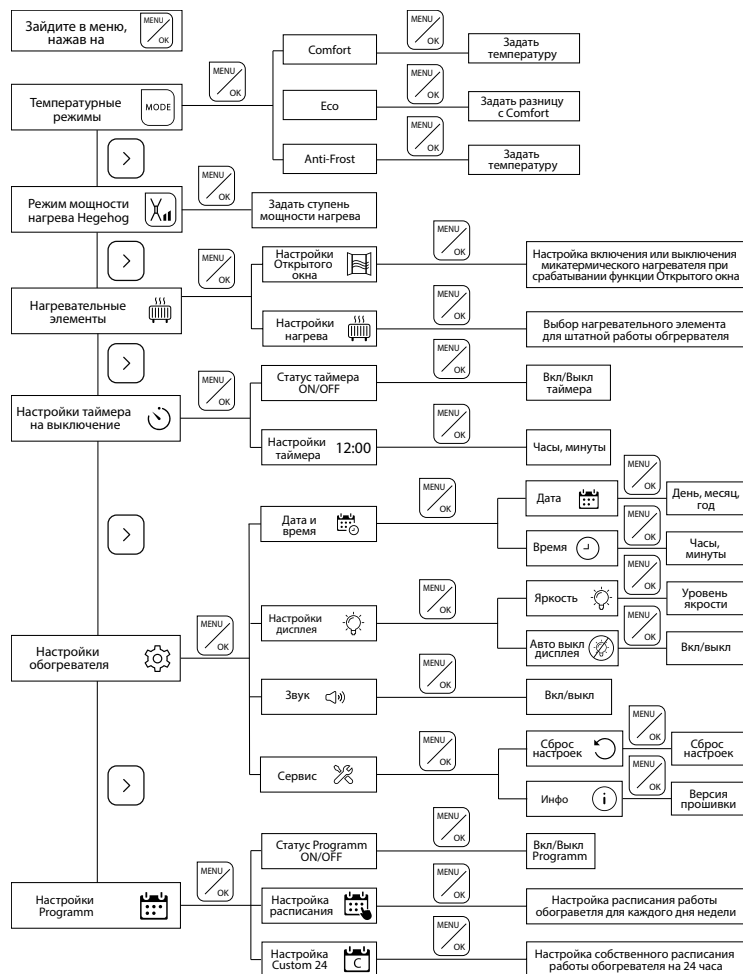 Зайдите в меню,
нажав на
MENU
OK
Температурные
режимы
MODE
MENU
OK
Comfort
MENU
OK
Задать
температуру
Eco
MENU
OK
Задать разницу
с Comfort
Anti-Frost
MENU
OK
Задать
температуру
>
Режим мощности
нагрева Hegehog
MENU
OK
Задать ступень
мощности нагрева
>
Нагревательные
элементы
MENU
OK
Настройки
Открытого
окна
MENU
OK
Настройка включения или выключения
микатермического нагревателя при
срабатывании функции Открытого окна
Настройки
нагрева
MENU
OK
Выбор нагревательного элемента
для штатной работы обгрервателя
>
Настройки таймера
на выключение
MENU
OK
Статус таймера
ON/OFF
MENU
OK
Вкл/Выкл
таймера
Настройки
таймера
12:00
MENU
OK
Часы, минуты
>
Настройки
обогревателя
MENU
OK
Дата и
время
MENU
OK
Дата
MENU
OK
День, месяц,
год
Время
MENU
OK
Часы,
минуты
Настройки
дисплея
MENU
OK
Яркость
MENU
OK
Уровень
якрости
Авто выкл
дисплея
MENU
OK
Вкл/выкл
Звук
MENU
OK
Вкл/выкл
Сервис
MENU
OK
Сброс
настроек
MENU
OK
Сброс
настроек
Инфо
i
MENU
OK
Версия
прошивки
>
Настройки
Programm
MENU
OK
Статус Programm
ON/OFF
MENU
OK
Вкл/Выкл
Programm
Настройка
расписания
MENU
OK
Настройка расписания работы
обограветля для каждого дня недели
Настройка
Custom 24
C
MENU
OK
Настройка собственного расписания
работы обогревателя на 24 часа